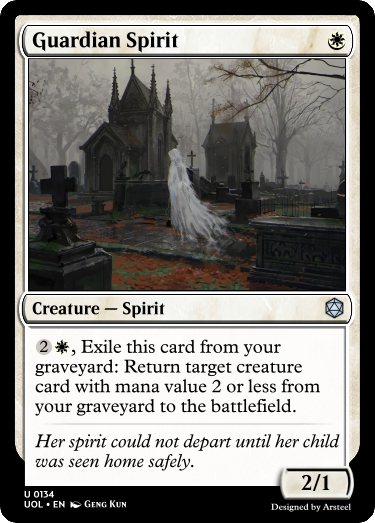 Guardian Spirit
Creature — Spirit
2, Exile this card from your
graveyard: Return target creature
card with mana value 2 or less from
your graveyard to the battlefield.
Her spirit could not depart until her child
was seen home safely.
2/1
U 0134
UOL • EN Geng Kun
Designed by Arsteel